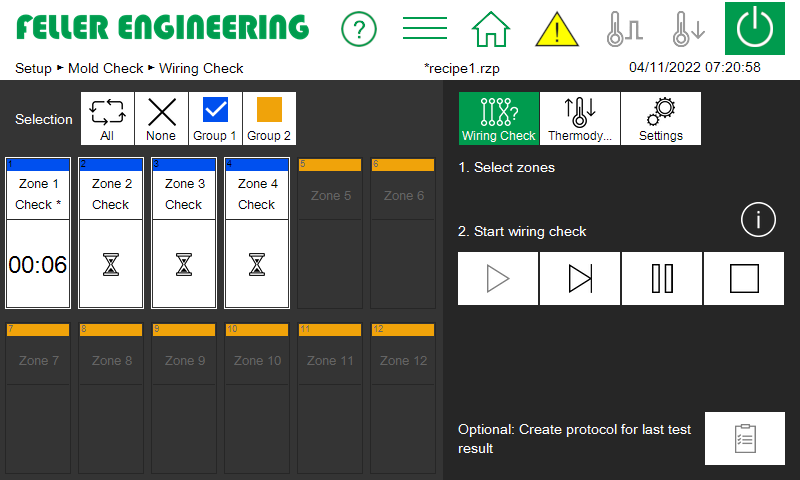 FELLER ENGINEERING
?
Setup ▸ Mold Check ▸ Wiring Check
*recipe1.rzp
04/11/2022 07:20:58
Selection
All
None
Group 1
Group 2
Wiring Check
Thermody...
Settings
1
Zone 1
Check *
00:06
2
Zone 2
Check
3
Zone 3
Check
4
Zone 4
Check
5
Zone 5
6
Zone 6
7
Zone 7
8
Zone 8
9
Zone 9
10
Zone 10
11
Zone 11
12
Zone 12
1. Select zones
2. Start wiring check
i
Optional: Create protocol for last test
result